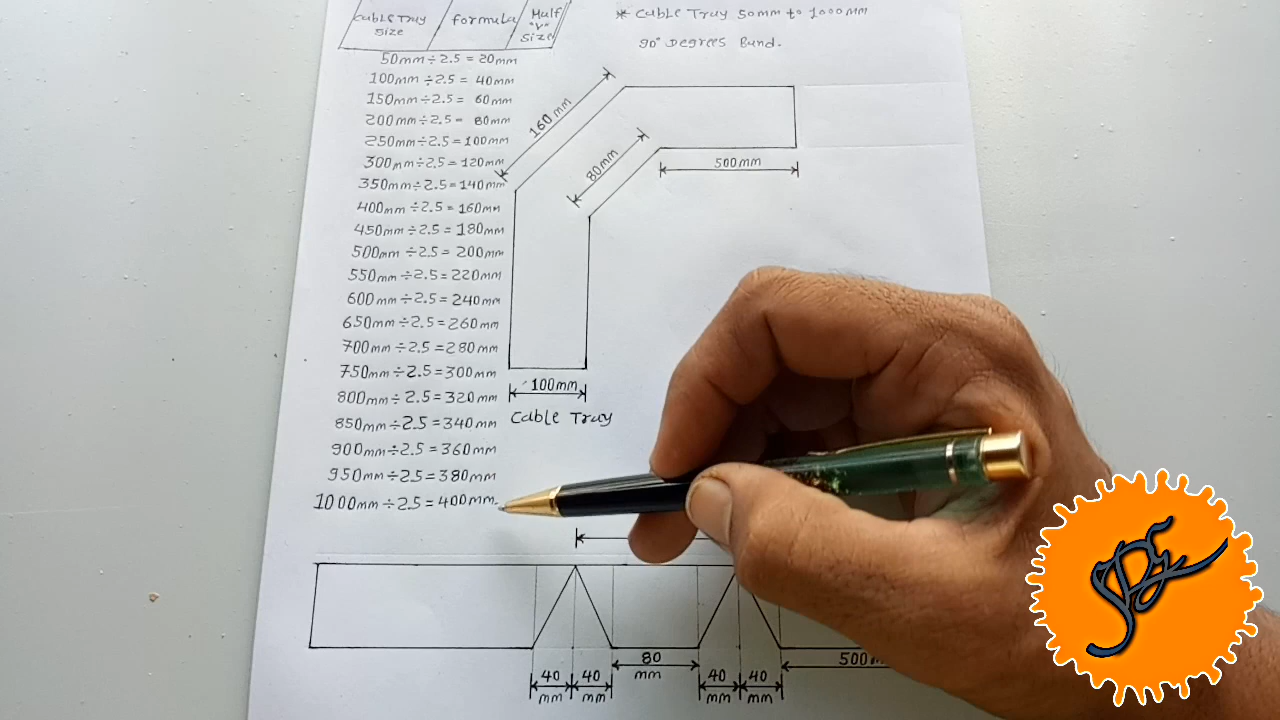 Cable Tray Size
Formula
Half "V" Size
50mm ÷ 2.5 = 20mm
100mm ÷ 2.5 = 40mm
150mm ÷ 2.5 = 60mm
200mm ÷ 2.5 = 80mm
250mm ÷ 2.5 = 100mm
300mm ÷ 2.5 = 120mm
350mm ÷ 2.5 = 140mm
400mm ÷ 2.5 = 160mm
450mm ÷ 2.5 = 180mm
500mm ÷ 2.5 = 200mm
550mm ÷ 2.5 = 220mm
600mm ÷ 2.5 = 240mm
650mm ÷ 2.5 = 260mm
700mm ÷ 2.5 = 280mm
750mm ÷ 2.5 = 300mm
800mm ÷ 2.5 = 320mm
850mm ÷ 2.5 = 340mm
900mm ÷ 2.5 = 360mm
950mm ÷ 2.5 = 380mm
1000mm ÷ 2.5 = 400mm
* Cable Tray 50mm to 1000mm
90° Degrees Bend.
160mm
80mm
500mm
100mm
Cable Tray
80 mm
500m
40 mm
40 mm
40 mm
40 mm